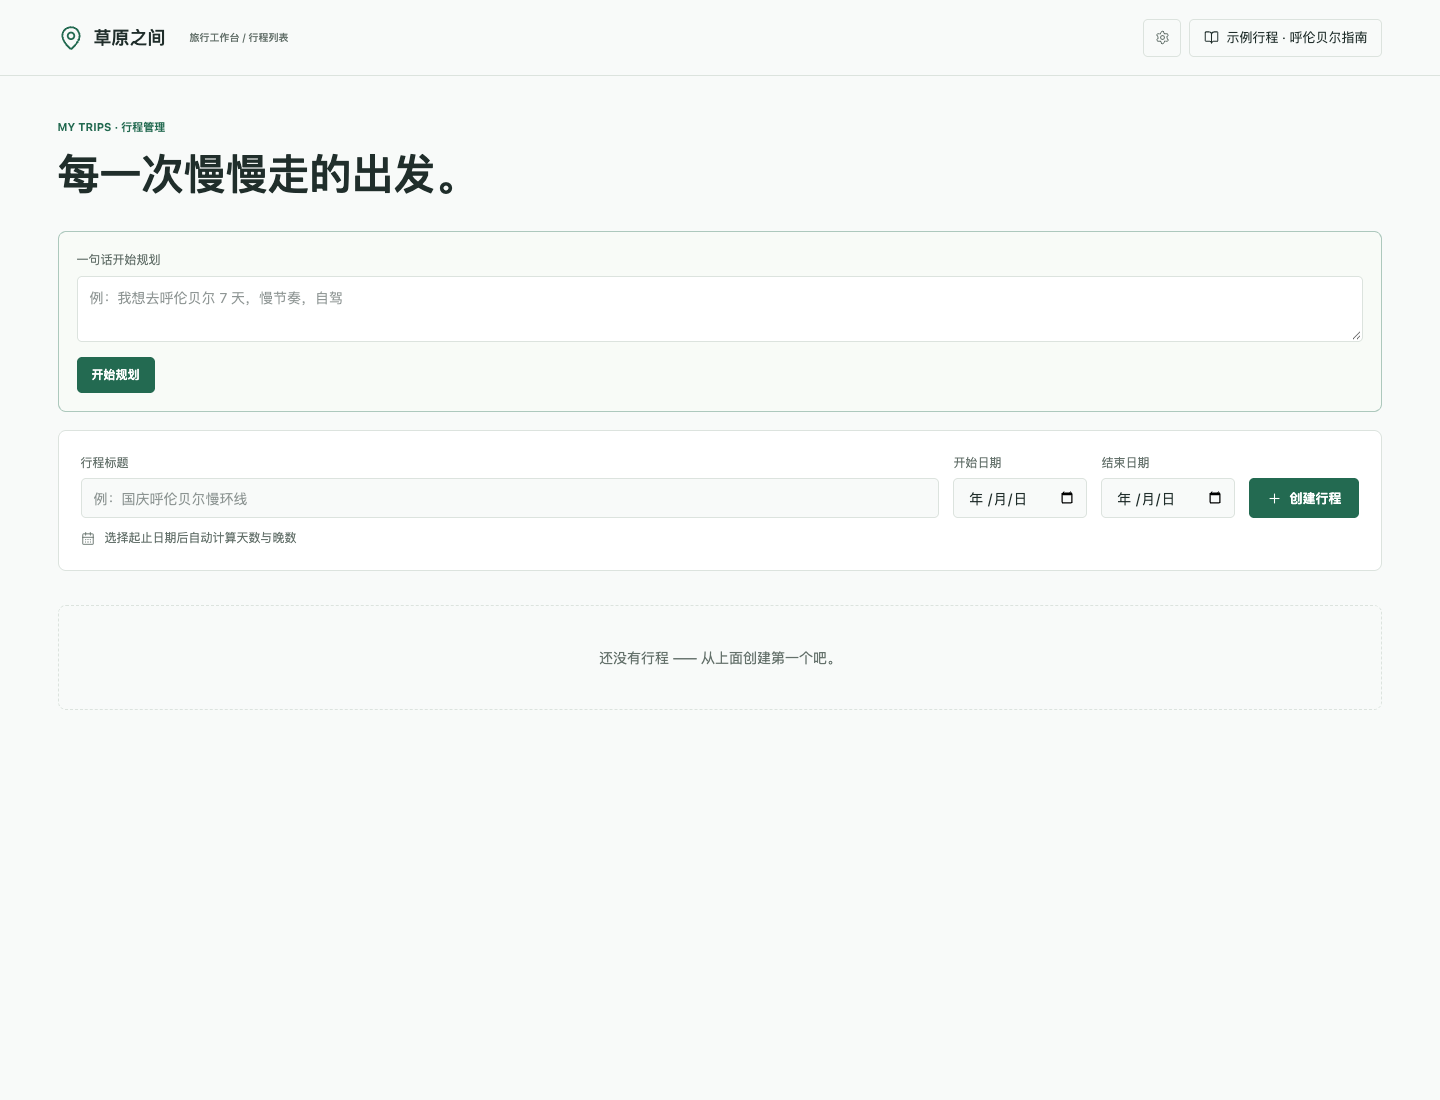 草原之间
旅行工作台 / 行程列表
示例行程 · 呼伦贝尔指南
MY TRIPS · 行程管理
每一次慢慢走的出发。
一句话开始规划
例：我想去呼伦贝尔 7 天，慢节奏，自驾
开始规划
行程标题
开始日期
结束日期
例：国庆呼伦贝尔慢环线
年 /月/日
年 /月/日
创建行程
选择起止日期后自动计算天数与晚数
还没有行程 —— 从上面创建第一个吧。